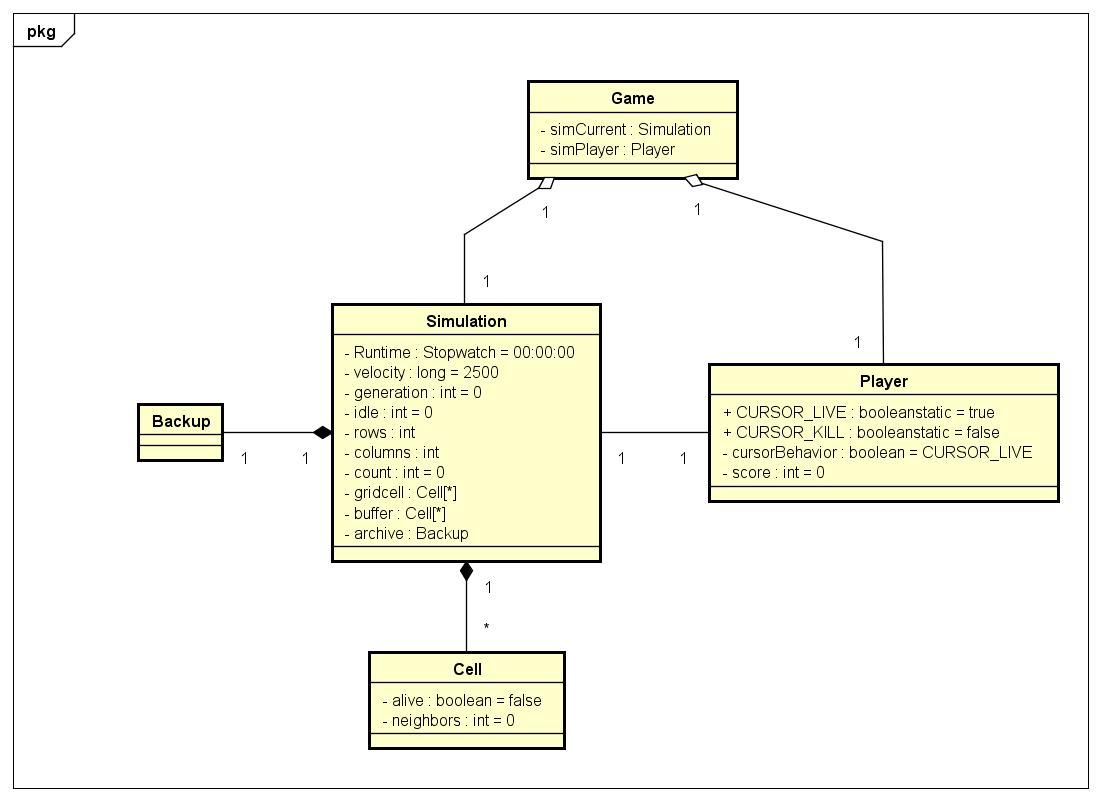 pkg
Game
- simCurrent : Simulation
- simPlayer : Player
1
1
1
1
Simulation
- Runtime : Stopwatch = 00:00:00
- velocity : long = 2500
- generation : int = 0
- idle : int = 0
- rows : int
- columns : int
- count : int = 0
- gridcell : Cell[*]
- buffer : Cell[*]
- archive : Backup
Backup
1
1
1
1
Player
+ CURSOR_LIVE : booleanstatic = true
+ CURSOR_KILL : booleanstatic = false
- cursorBehavior : boolean = CURSOR_LIVE
- score : int = 0
1
*
Cell
- alive : boolean = false
- neighbors : int = 0